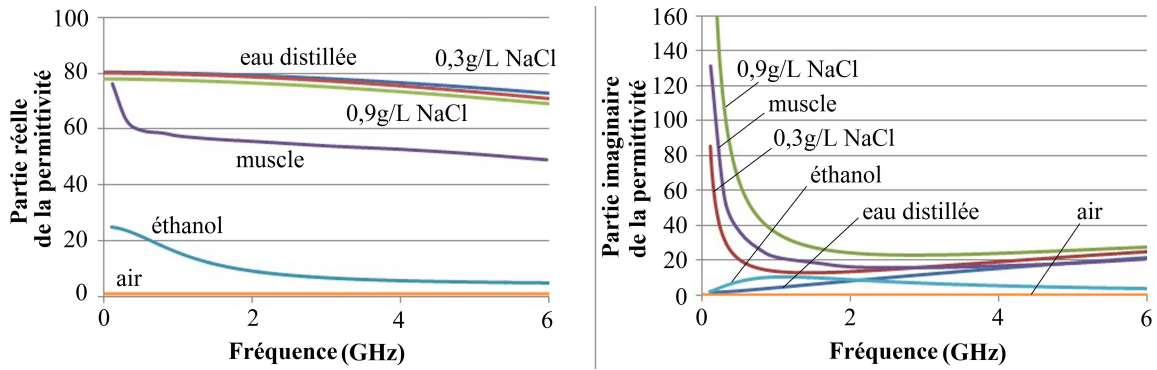 Partie réelle
de la permittivité
100
80
60
40
20
0
eau distillée
0,3g/L NaCl
0,9g/L NaCl
muscle
éthanol
air
0
2
4
6
Fréquence (GHz)
Partie imaginaire
de la permittivité
160
140
120
100
80
60
40
20
0
0,9g/L NaCl
muscle
0,3g/L NaCl
éthanol
eau distillée
air
0
2
4
6
Fréquence (GHz)